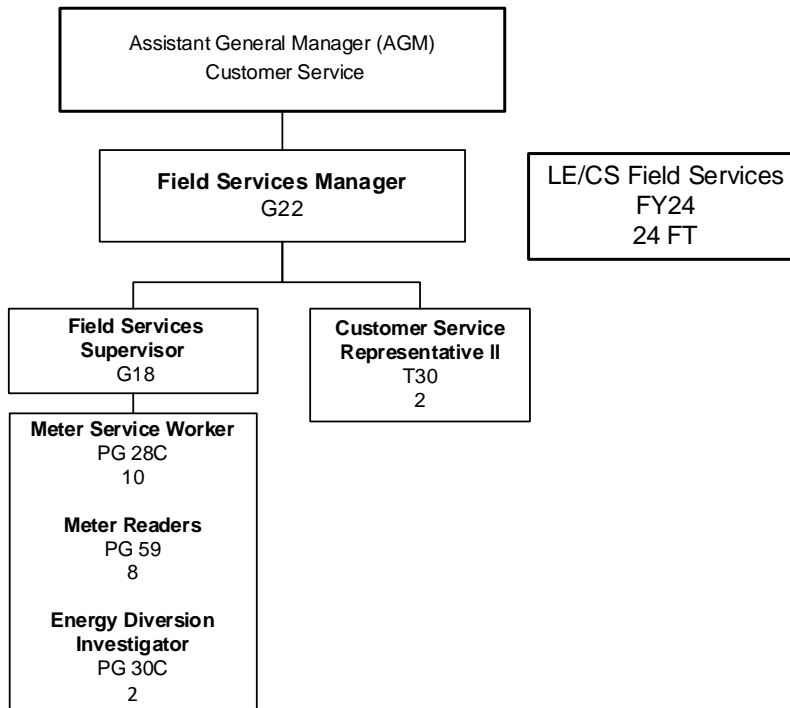 Assistant General Manager (AGM)
Customer Service
Field Services Manager
G22
LE/CS Field Services
FY24
24 FT
Field Services
Supervisor
G18
Customer Service
Representative II
T30
2
Meter Service Worker
PG 28C
10
Meter Readers
PG 59
8
Energy Diversion
Investigator
PG 30C
2